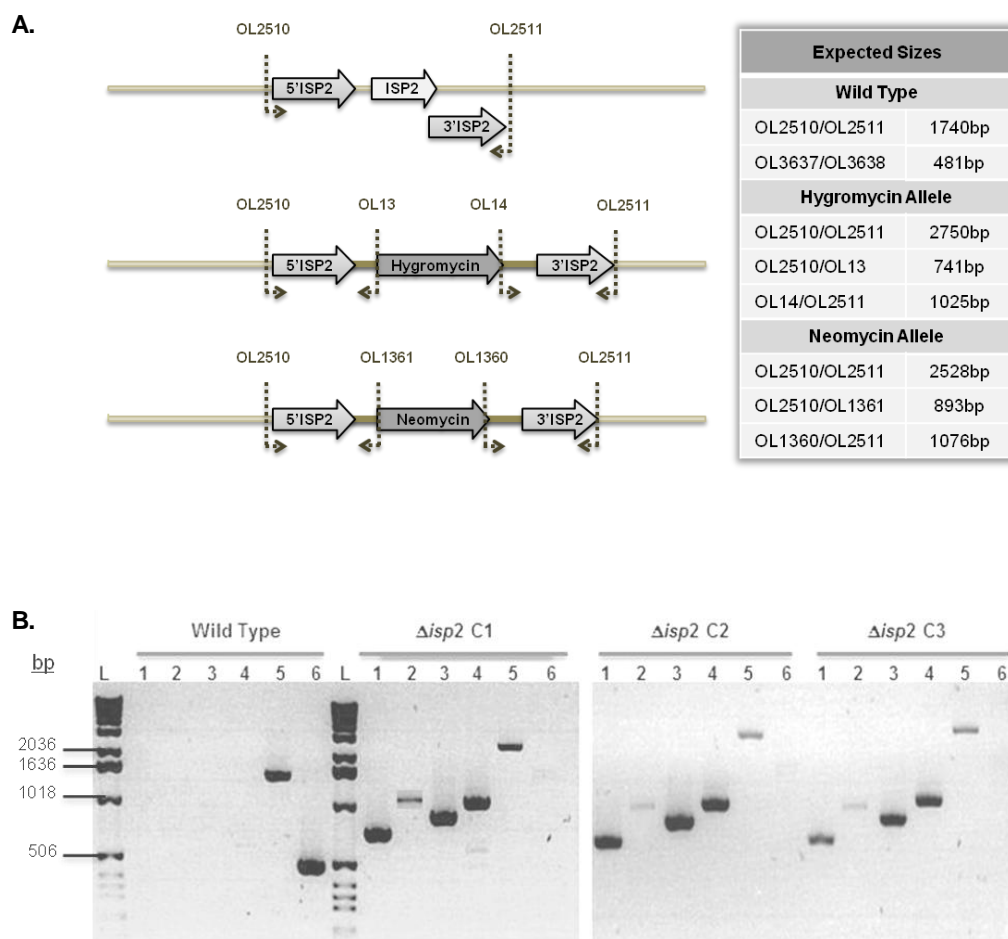 A.
OL2510 OL2511
5'ISP2 ISP2
3'ISP2
OL2510 OL13 OL14 OL2511
5'ISP2 Hygromycin 3'ISP2
OL2510 OL1361 OL1360 OL2511
5'ISP2 Neomycin 3'ISP2
Expected Sizes
Wild Type
OL2510/OL2511 1740bp
OL3637/OL3638 481bp
Hygromycin Allele
OL2510/OL2511 2750bp
OL2510/OL13 741bp
OL14/OL2511 1025bp
Neomycin Allele
OL2510/OL2511 2528bp
OL2510/OL1361 893bp
OL1360/OL2511 1076bp
B.
Wild Type Δisp2 C1 Δisp2 C2 Δisp2 C3
bp
L 1 2 3 4 5 6 L 1 2 3 4 5 6 1 2 3 4 5 6 1 2 3 4 5 6
2036
1636
1018
506